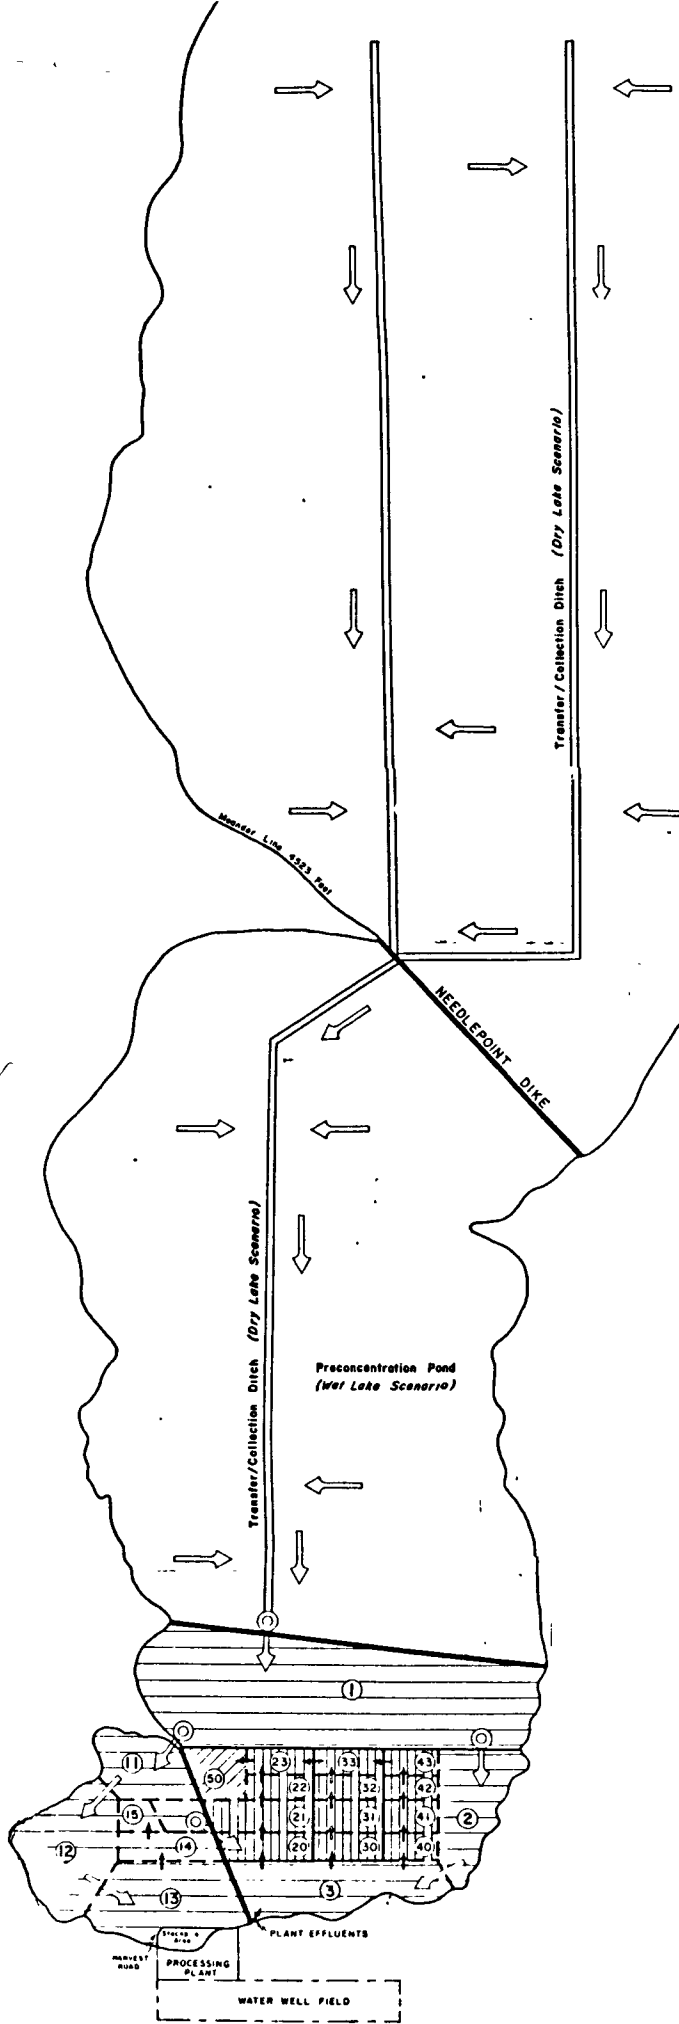 Transfer/Collection Ditch (Dry Lake Scenario)
Meander Line 4923 Feet
NEEDLEPOINT DIKE
Transfer/Collection Ditch (Dry Lake Scenario)
Preconcentration Pond
(Wet Lake Scenario)
1
11
50
23
33
43
22
32
42
15
21
31
41
2
12
14
20
30
40
13
3
PLANT EFFLUENTS
Area
HARVEST
ROAD
PROCESSING
PLANT
WATER WELL FIELD